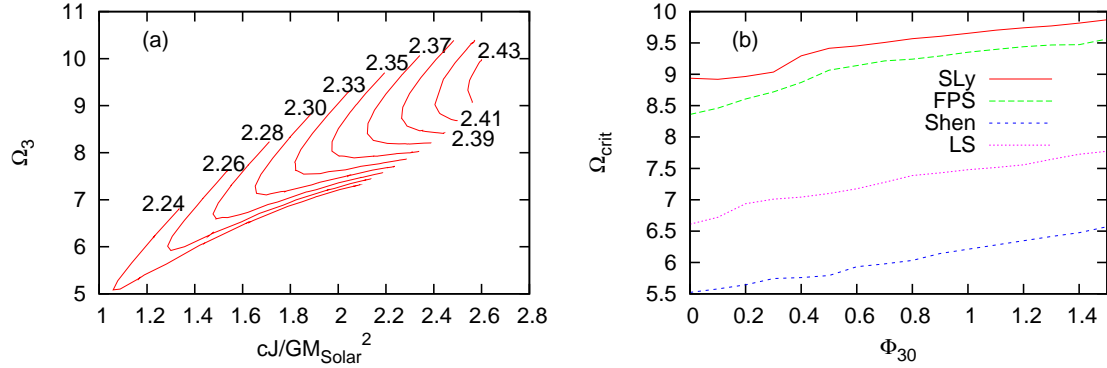 (a)
Ω3
11
10
9
8
7
6
5
2.24
2.26
2.28
2.30
2.33
2.35
2.37
2.43
2.41
2.39
1 1.2 1.4 1.6 1.8 2 2.2 2.4 2.6 2.8
cJ/GM_Solar^2
(b)
Ωcrit
10
9.5
9
8.5
8
7.5
7
6.5
6
5.5
SLy
FPS
Shen
LS
0 0.2 0.4 0.6 0.8 1 1.2 1.4
Φ30